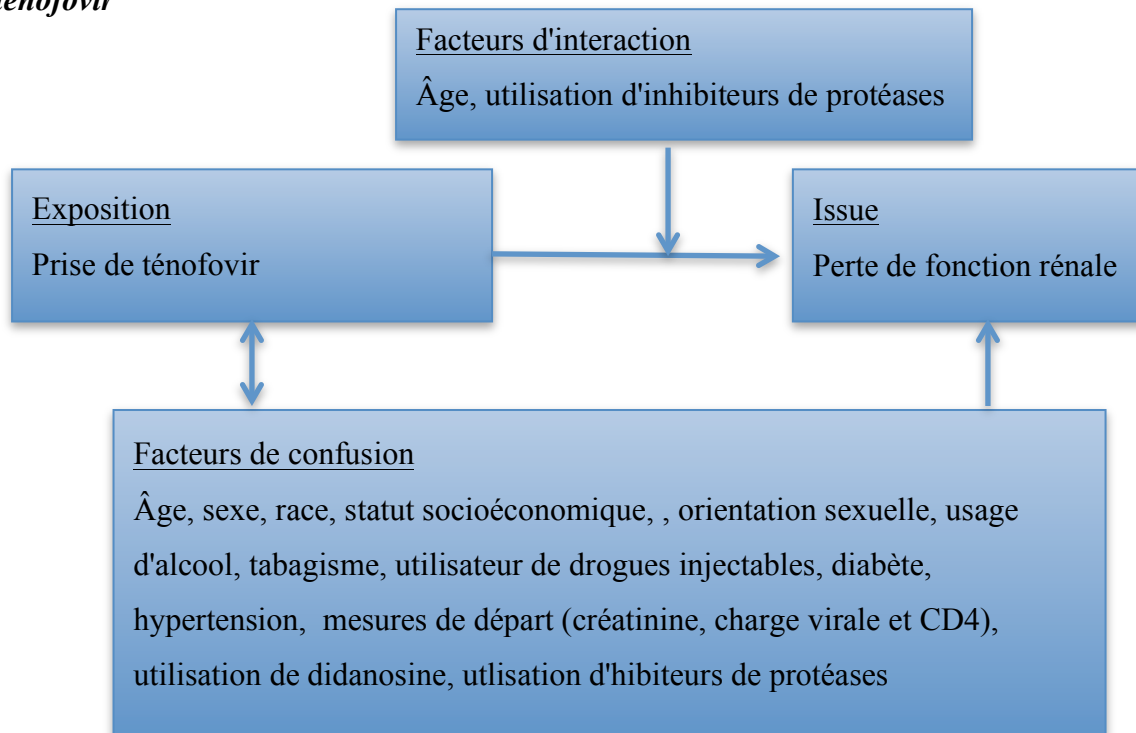 ténofovir
Facteurs d'interaction
Âge, utilisation d'inhibiteurs de protéases
Exposition
Prise de ténofovir
Issue
Perte de fonction rénale
Facteurs de confusion
Âge, sexe, race, statut socioéconomique, , orientation sexuelle, usage
d'alcool, tabagisme, utilisateur de drogues injectables, diabète,
hypertension, mesures de départ (créatinine, charge virale et CD4),
utilisation de didanosine, utlisation d'hibiteurs de protéases